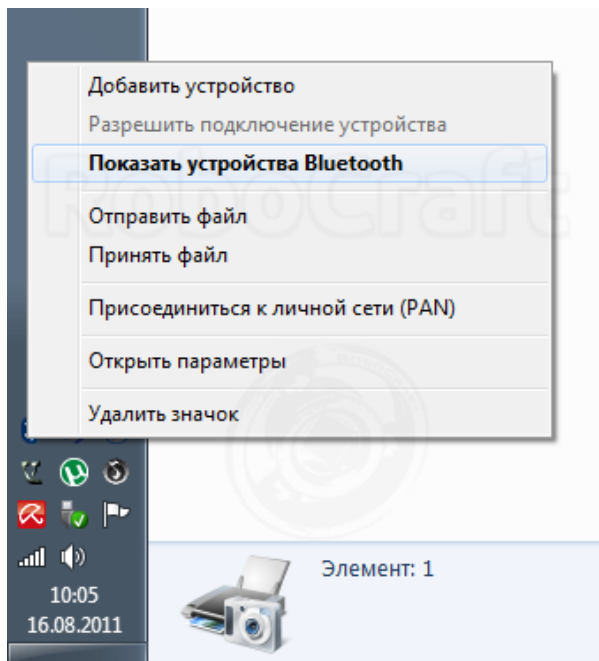 Добавить устройство
Разрешить подключение устройства
Показать устройства Bluetooth
RoboCraft
Отправить файл
Принять файл
Присоединиться к личной сети (PAN)
Открыть параметры
Удалить значок
Элемент: 1
10:05
16.08.2011